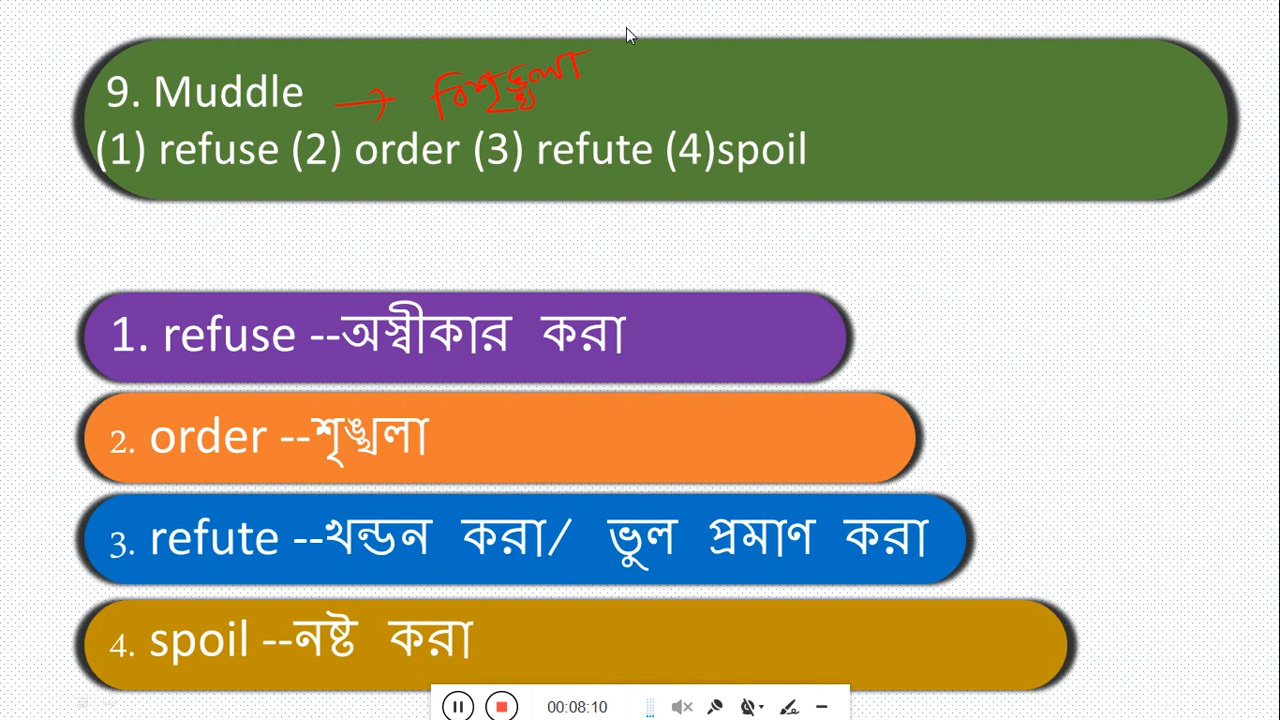 9. Muddle → বিশৃঙ্খলা
(1) refuse (2) order (3) refute (4)spoil
1. refuse --অস্বীকার করা
2. order --শৃঙ্খলা
3. refute --খন্ডন করা/ ভুল প্রমাণ করা
4. spoil --নষ্ট করা
00:08:10